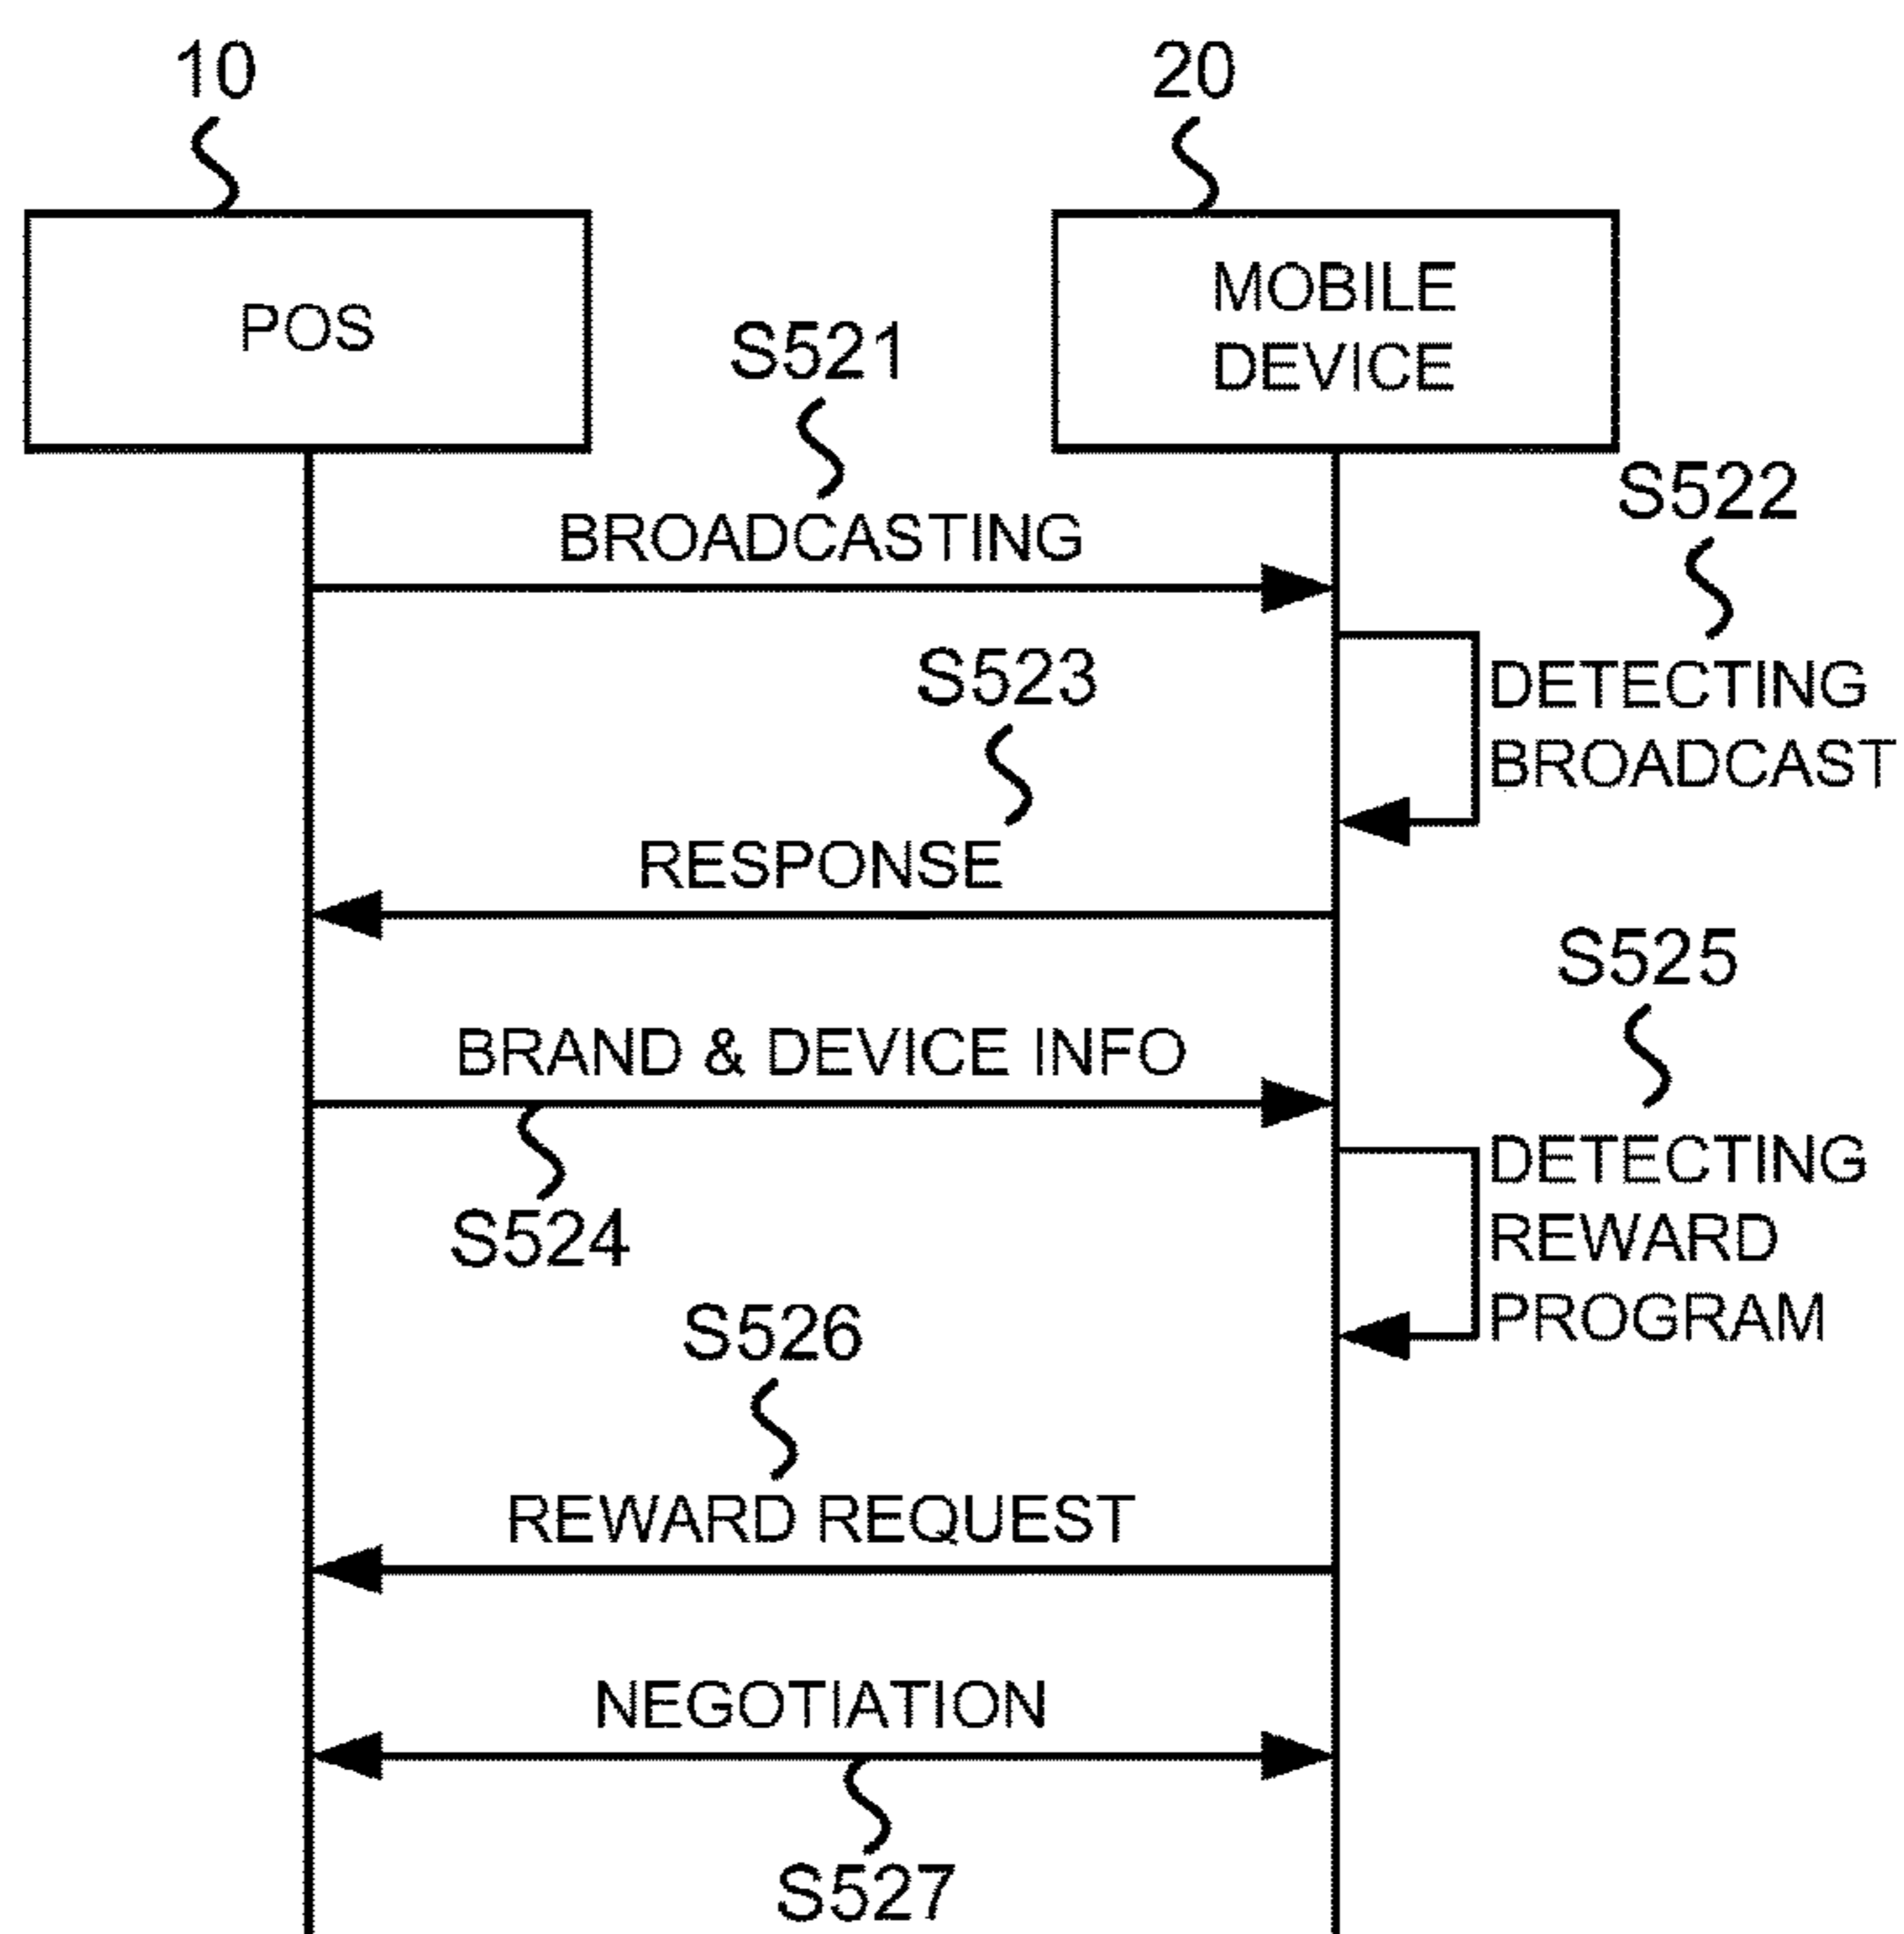 10
20
POS
MOBILE
DEVICE
S521
BROADCASTING
S522
DETECTING
BROADCAST
S523
RESPONSE
BRAND & DEVICE INFO
S524
S525
DETECTING
REWARD
PROGRAM
S526
REWARD REQUEST
NEGOTIATION
S527